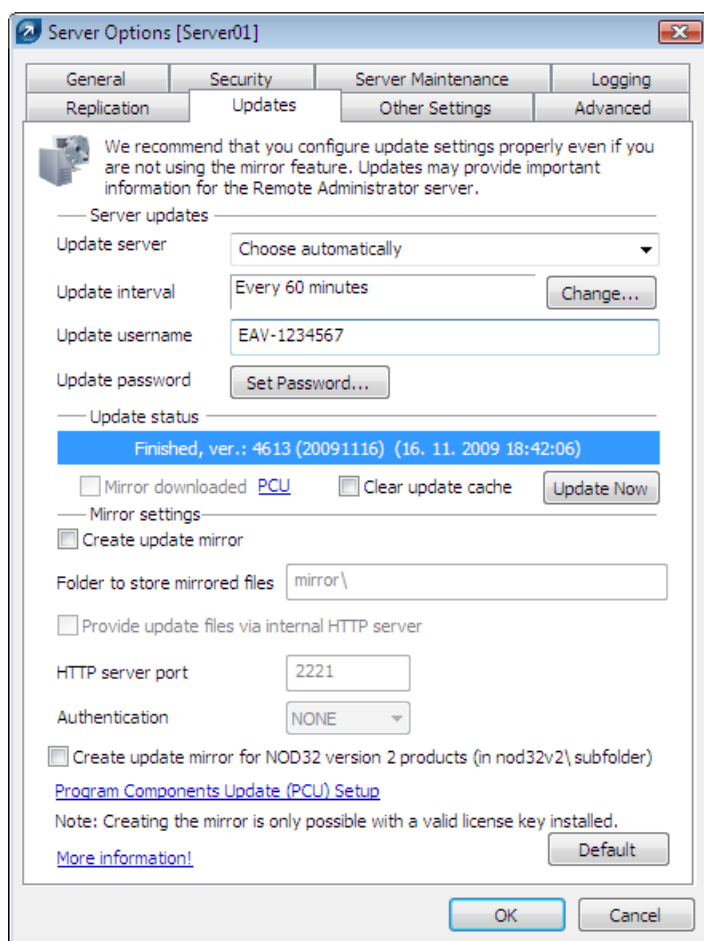 Server Options [Server01]
General Security Server Maintenance Logging
Replication Updates Other Settings Advanced
We recommend that you configure update settings properly even if you
are not using the mirror feature. Updates may provide important
information for the Remote Administrator server.
Server updates
Update server Choose automatically
Update interval Every 60 minutes Change...
Update username EAV-1234567
Update password Set Password...
Update status
Finished, ver.: 4613 (20091116) (16. 11. 2009 18:42:06)
Mirror downloaded PCU Clear update cache Update Now
Mirror settings
Create update mirror
Folder to store mirrored files mirror\
Provide update files via internal HTTP server
HTTP server port 2221
Authentication NONE
Create update mirror for NOD32 version 2 products (in nod32v2\ subfolder)
Program Components Update (PCU) Setup
Note: Creating the mirror is only possible with a valid license key installed.
More information! Default
OK Cancel